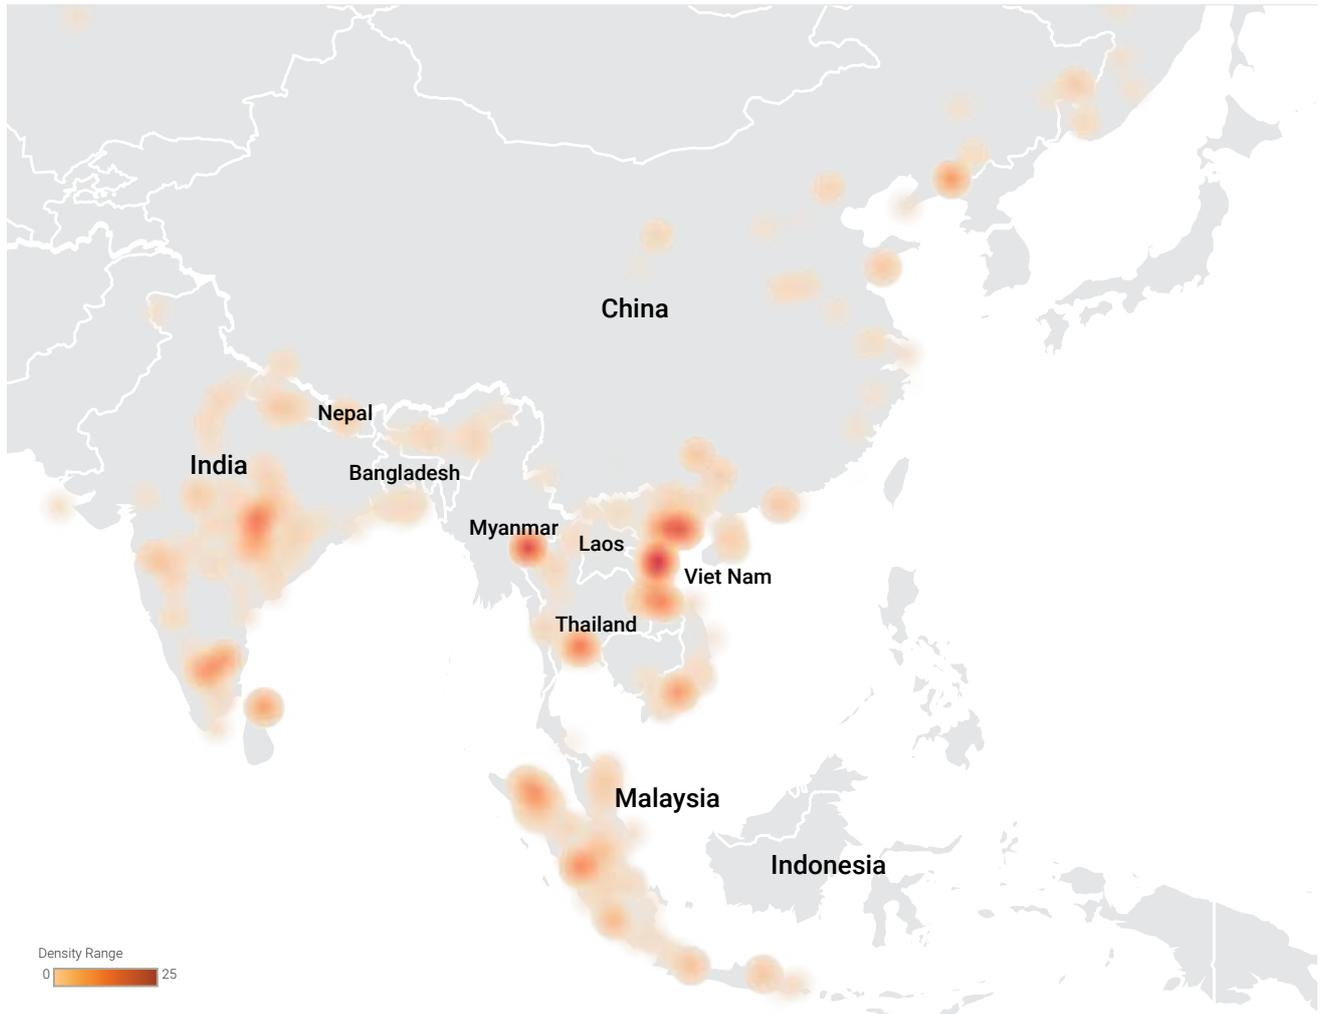 China
Nepal
India
Bangladesh
Myanmar
Laos
Viet Nam
Thailand
Malaysia
Indonesia
Density Range
0 25